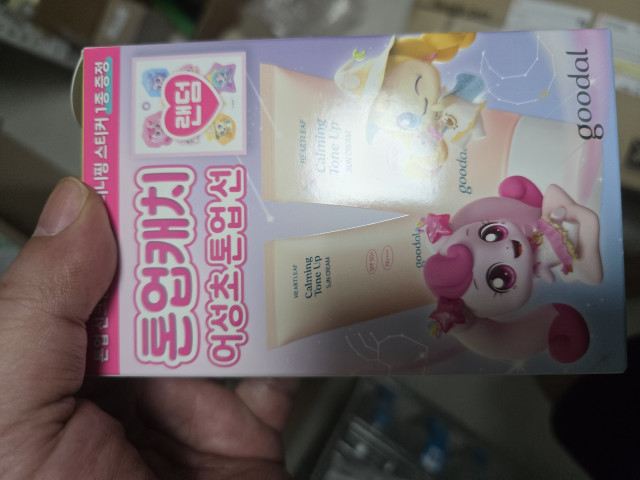 goodal
니핑 스티커 1종 증정
랜덤
톤업캐치
어성초 톤업 선
HEARTLEAF
Calming
Tone Up
SUN CREAM
goodal
HEARTLEAF
Calming
Tone Up
SUN CREAM
goodal